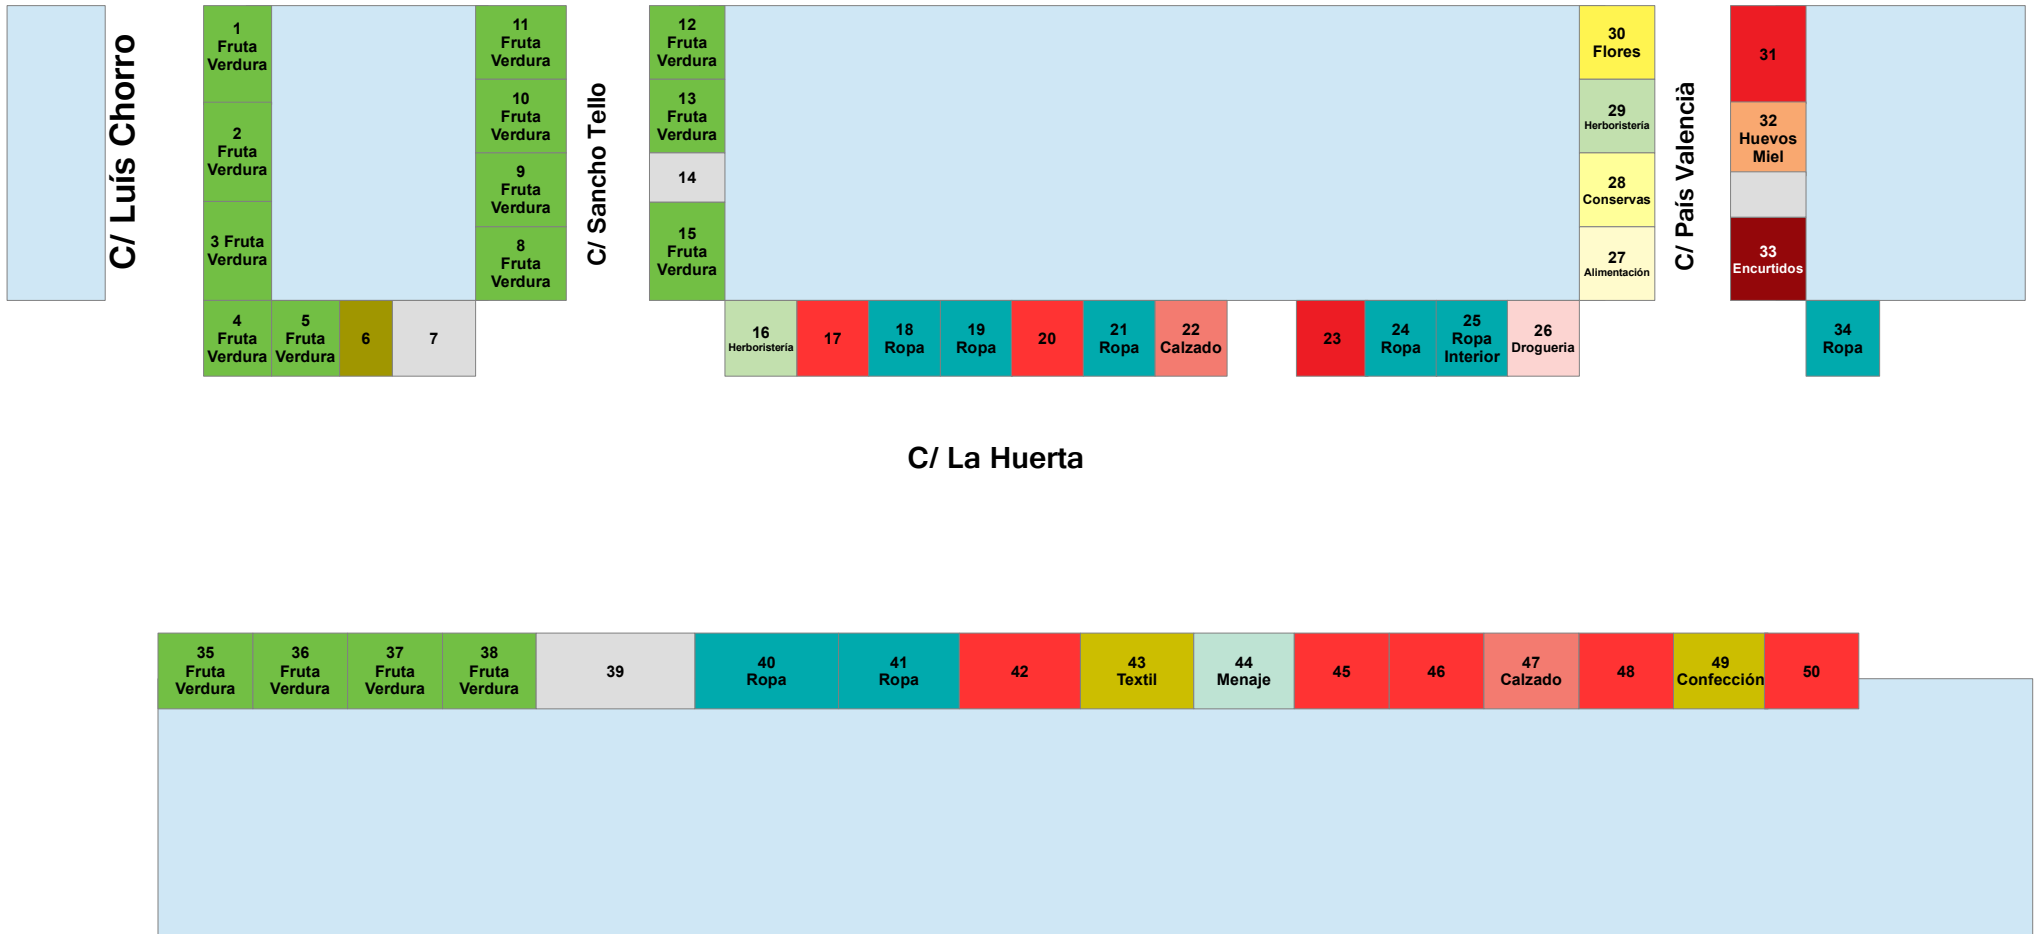 C/ Luís Chorro
1
Fruta
Verdura
2
Fruta
Verdura
3 Fruta
Verdura
4
Fruta
Verdura
5
Fruta
Verdura
6
7
11
Fruta
Verdura
10
Fruta
Verdura
9
Fruta
Verdura
8
Fruta
Verdura
C/ Sancho Tello
12
Fruta
Verdura
13
Fruta
Verdura
14
15
Fruta
Verdura
16
Herboristería
17
18
Ropa
19
Ropa
20
21
Ropa
22
Calzado
23
24
Ropa
25
Ropa
Interior
26
Drogueria
30
Flores
29
Herboristería
28
Conservas
27
Alimentación
C/ País Valencià
31
32
Huevos
Miel
33
Encurtidos
34
Ropa
C/ La Huerta
35
Fruta
Verdura
36
Fruta
Verdura
37
Fruta
Verdura
38
Fruta
Verdura
39
40
Ropa
41
Ropa
42
43
Textil
44
Menaje
45
46
47
Calzado
48
49
Confección
50